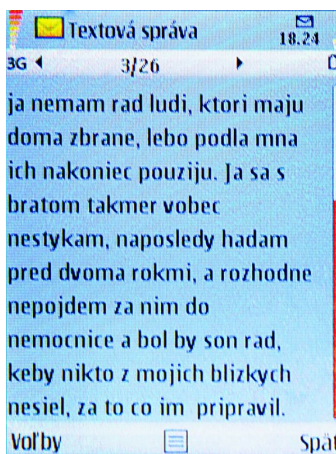 Textová správa
18.24
3G 3/26
ja nemam rad ludi, ktori maju
doma zbrane, lebo podla mna
ich nakoniec pouziju. Ja sa s
bratom takmer vobec
nestykam, naposledy hadam
pred dvoma rokmi, a rozhodne
nepojdem za nim do
nemocnice a bol by son rad,
keby nikto z mojich blizkych
nesiel, za to co im pripravil.
Voľby
Späť